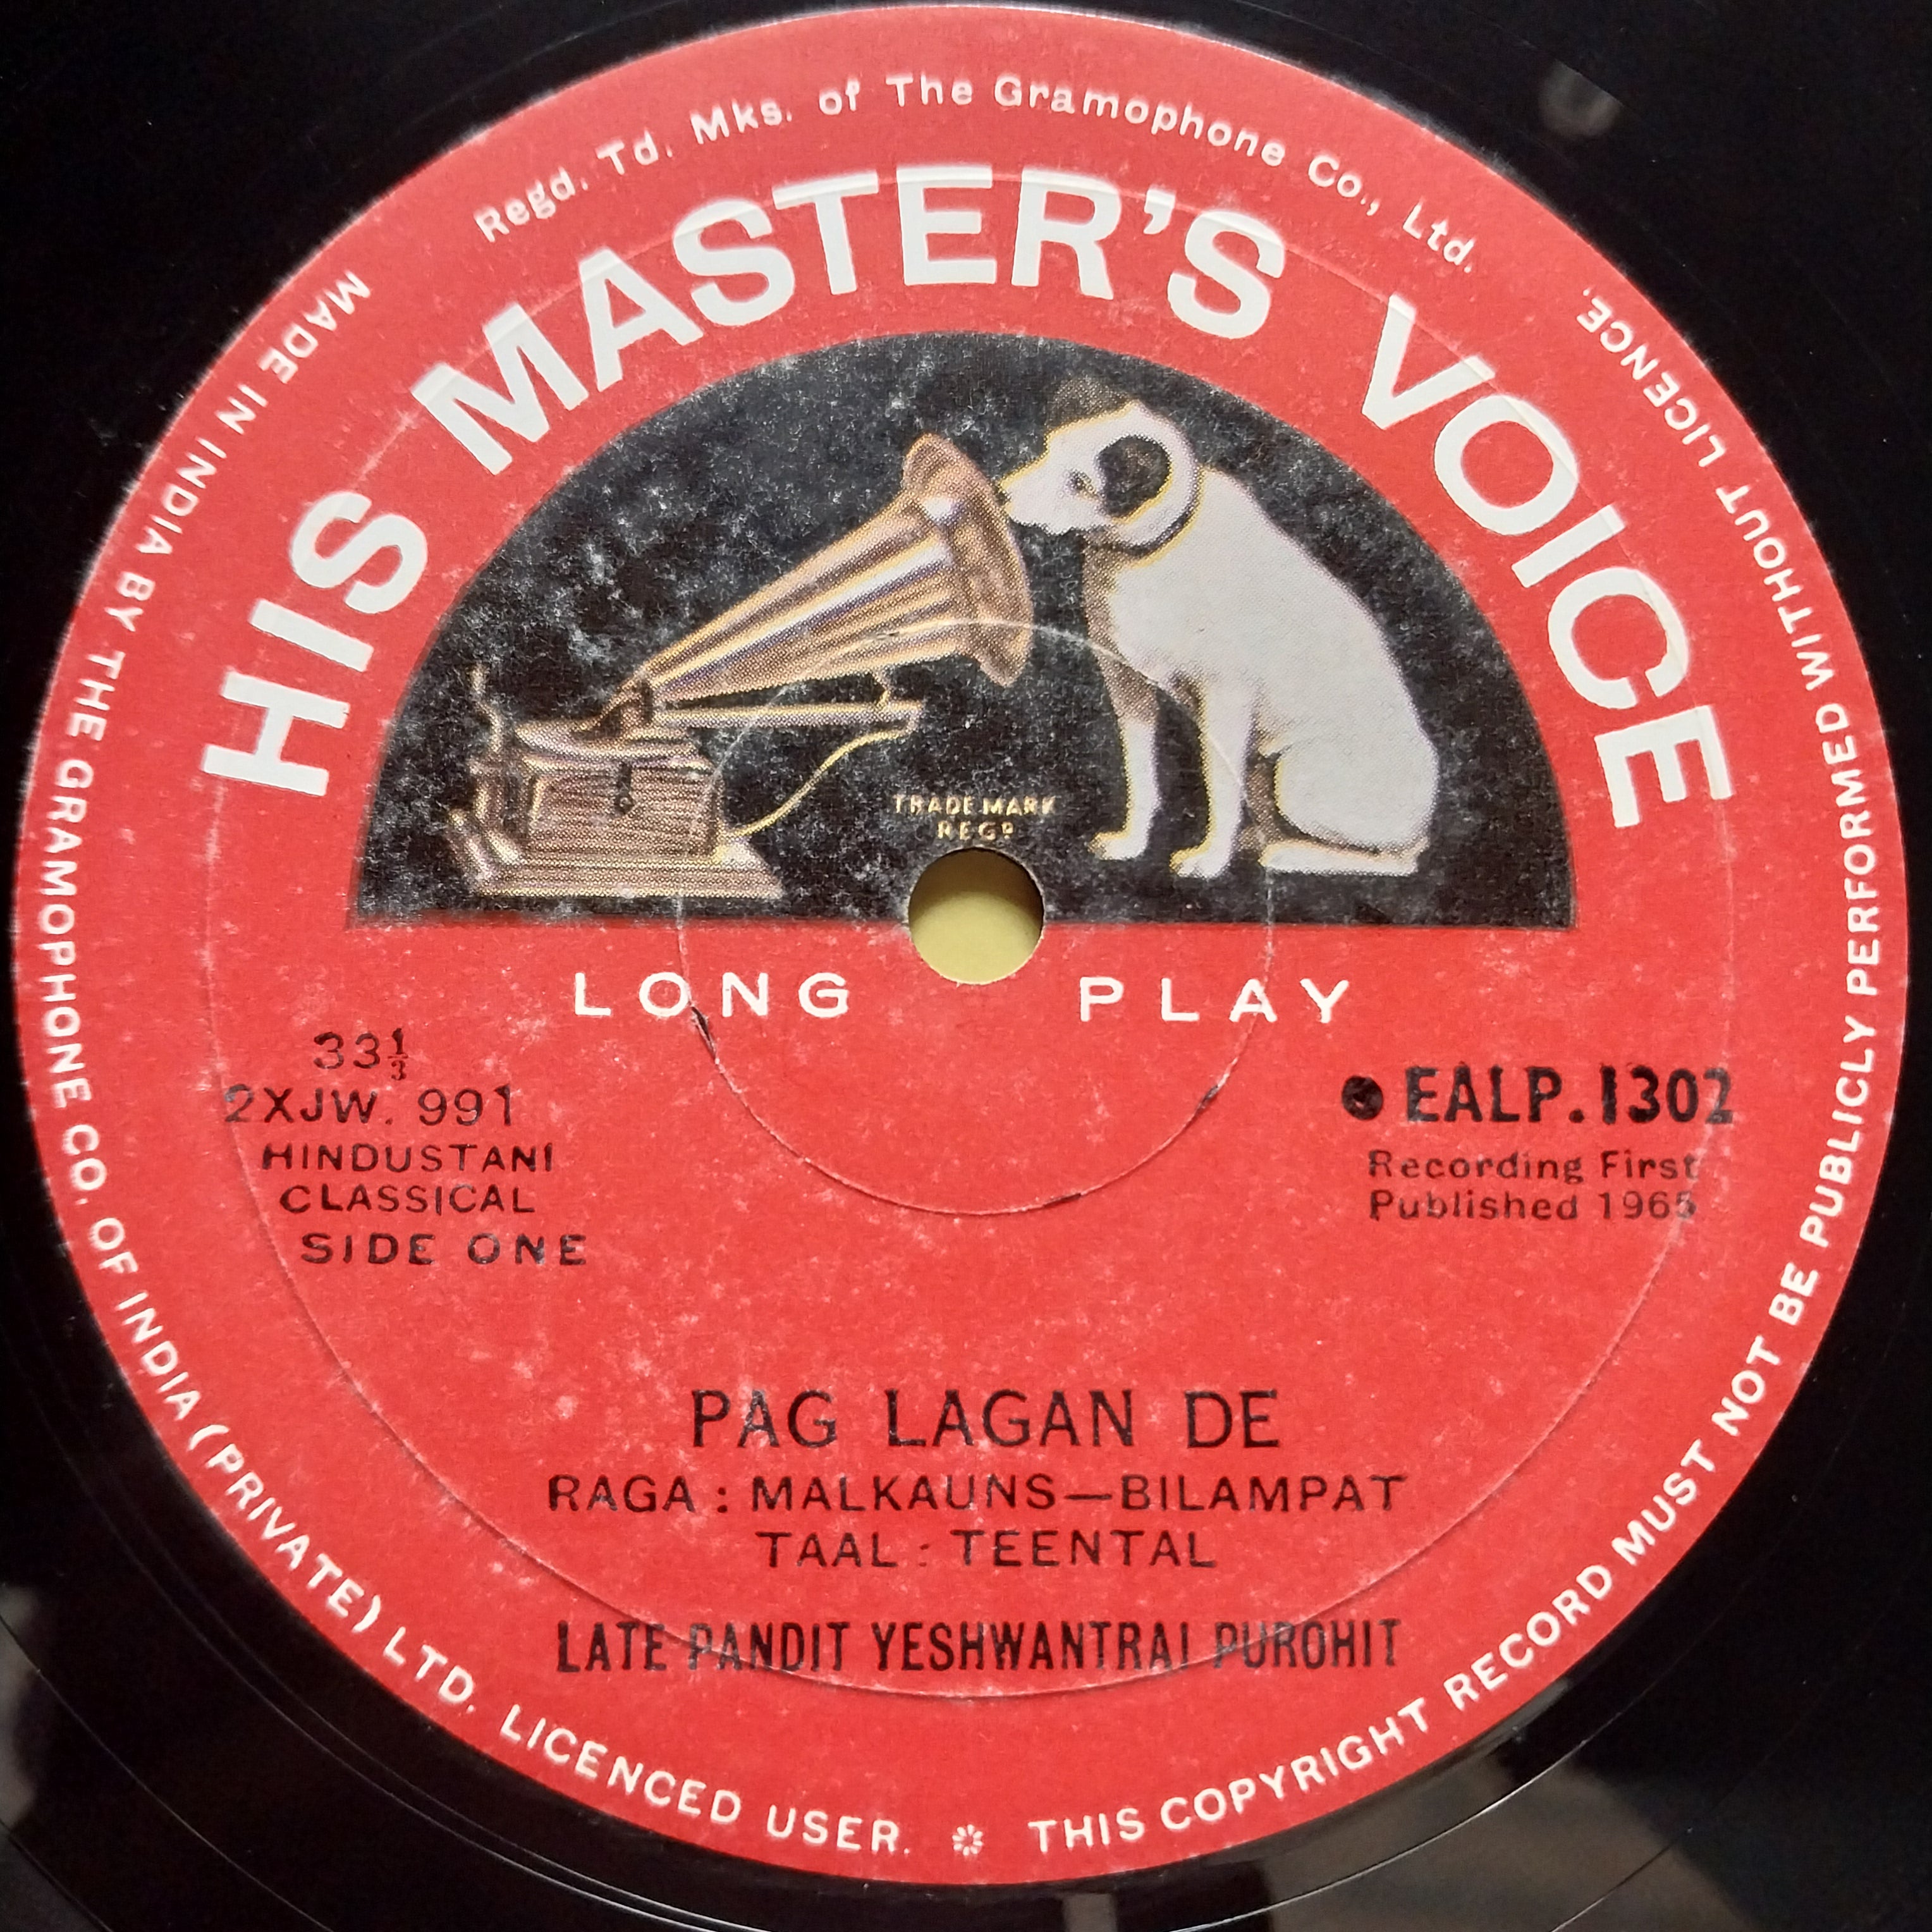 Regd. Td. Mks. of The Gramophone Co., Ltd.
HIS MASTER'S VOICE
TRADE MARK
REGD
LONG PLAY
33⅓
2XJW. 991
HINDUSTANI
CLASSICAL
SIDE ONE
● EALP.1302
Recording First
Published 1965
PAG LAGAN DE
RAGA : MALKAUNS—BILAMPAT
TAAL : TEENTAL
LATE PANDIT YESHWANTRAI PUROHIT
MADE IN INDIA BY THE GRAMOPHONE CO. OF INDIA (PRIVATE) LTD. LICENCED USER. * THIS COPYRIGHT RECORD MUST NOT BE PUBLICLY PERFORMED WITHOUT LICENCE.